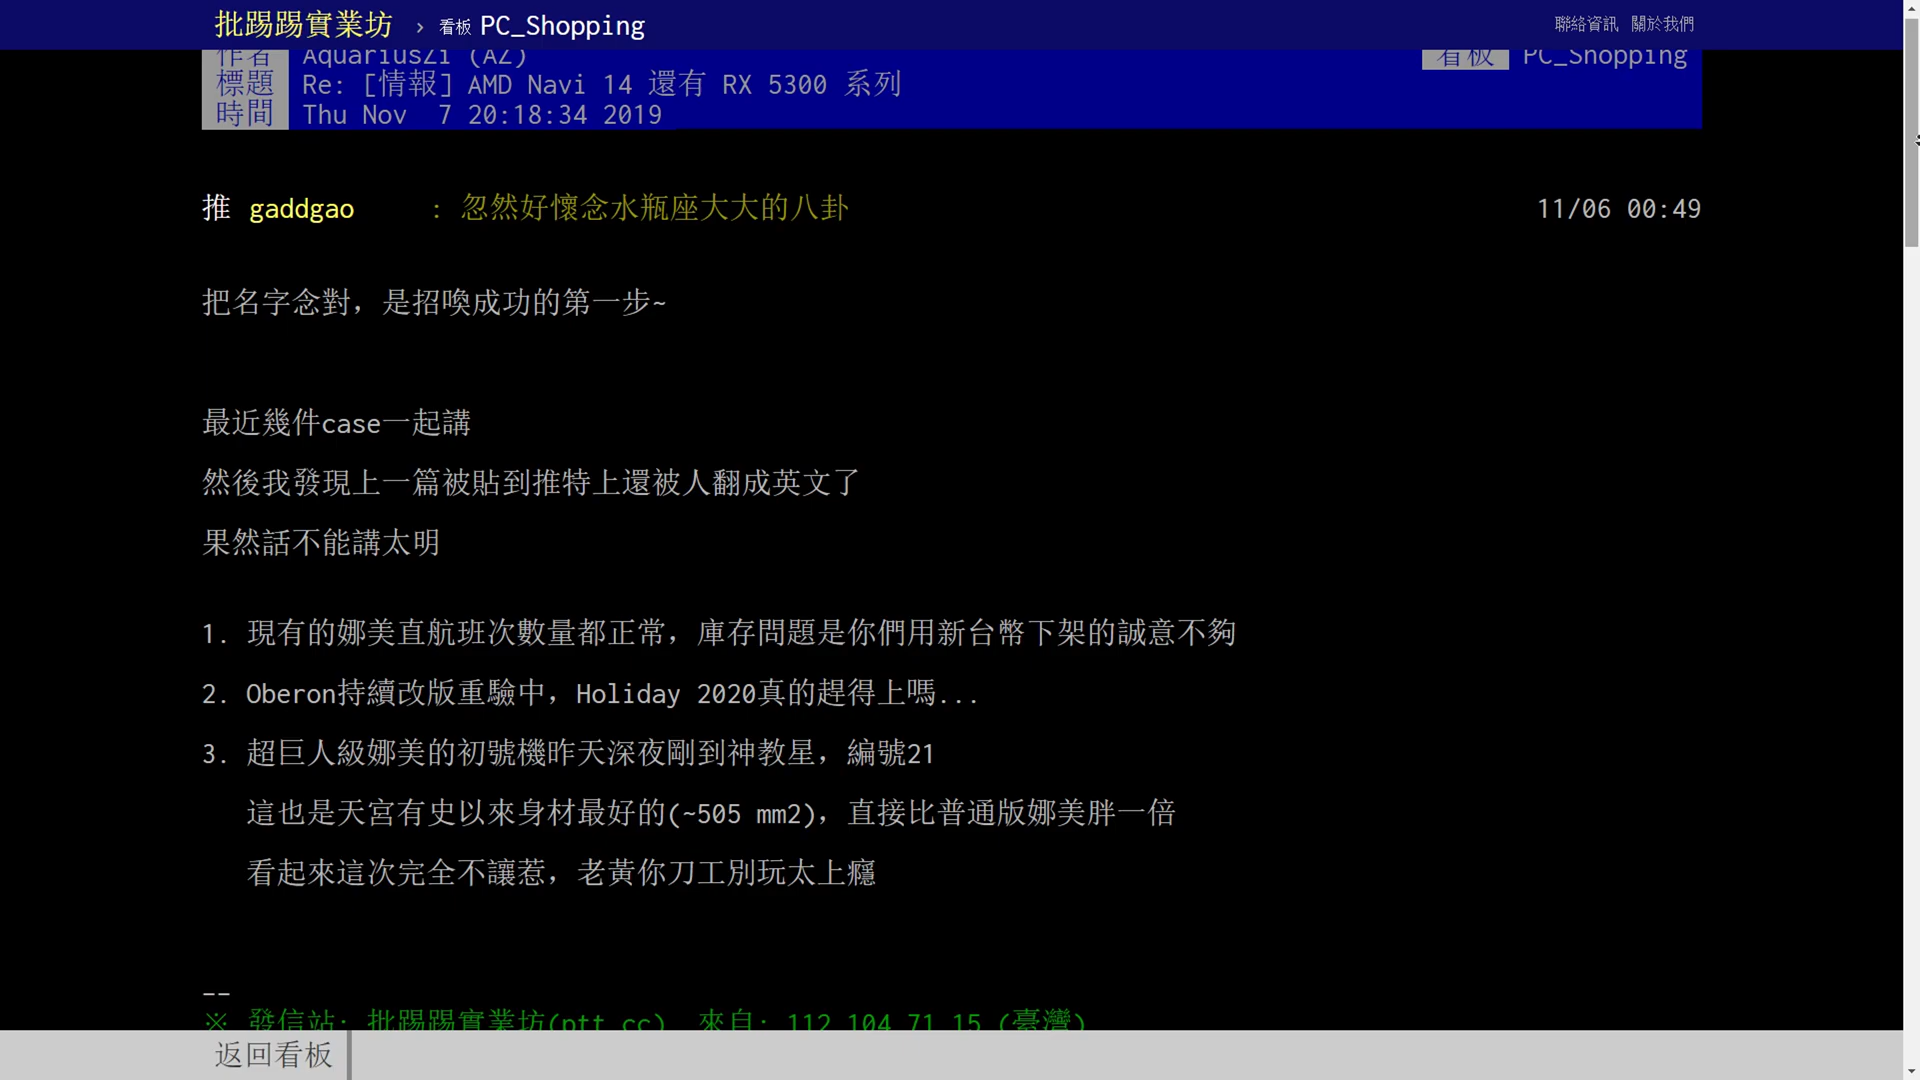 批踢踢實業坊 › 看板 PC_Shopping 聯絡資訊 關於我們
作者 AquariusZi (AZ) 看板 PC_Shopping
標題 Re: [情報] AMD Navi 14 還有 RX 5300 系列
時間 Thu Nov 7 20:18:34 2019
推 gaddgao : 忽然好懷念水瓶座大大的八卦 11/06 00:49
把名字念對，是招喚成功的第一步~
最近幾件case一起講
然後我發現上一篇被貼到推特上還被人翻成英文了
果然話不能講太明
1. 現有的娜美直航班次數量都正常，庫存問題是你們用新台幣下架的誠意不夠
2. Oberon持續改版重驗中，Holiday 2020真的趕得上嗎...
3. 超巨人級娜美的初號機昨天深夜剛到神教星，編號21
這也是天宮有史以來身材最好的(~505 mm2)，直接比普通版娜美胖一倍
看起來這次完全不讓惹，老黃你刀工別玩太上癮
--
※ 發信站: 批踢踢實業坊(ptt.cc), 來自: 112.104.71.15 (臺灣)
返回看板